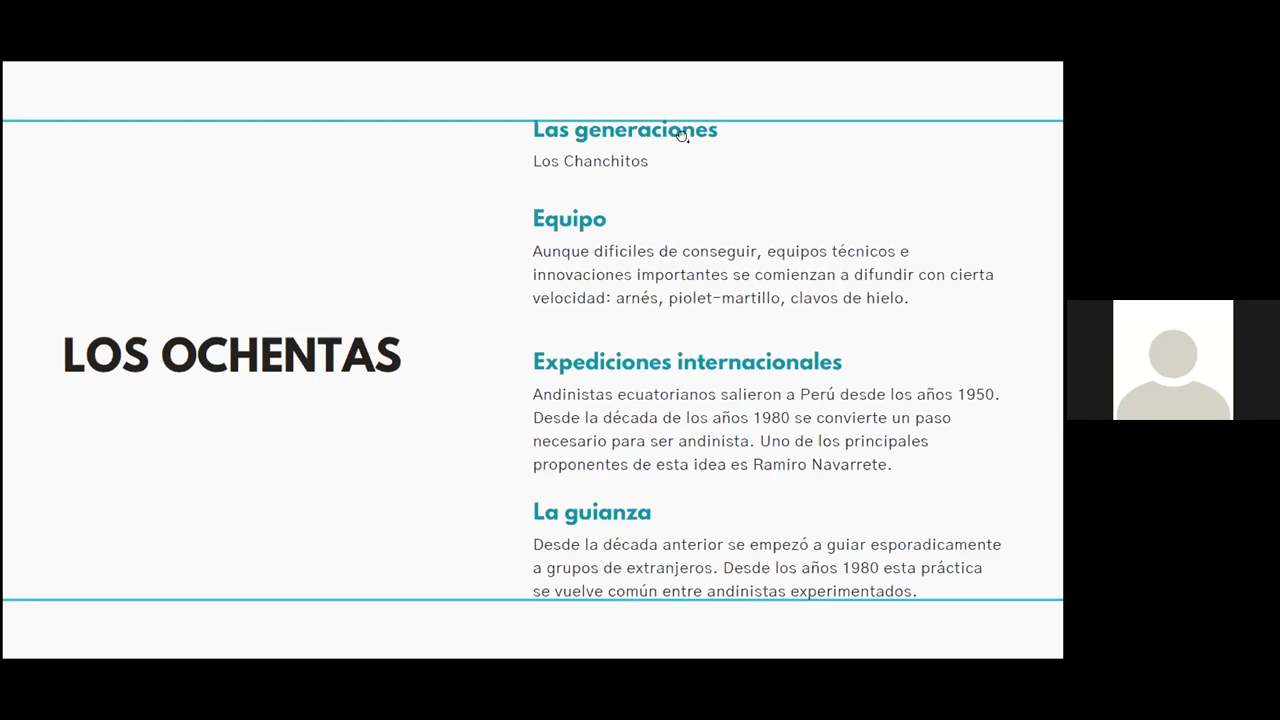 Las generaciones
Los Chanchitos
Equipo
Aunque dificiles de conseguir, equipos técnicos e
innovaciones importantes se comienzan a difundir con cierta
velocidad: arnés, piolet-martillo, clavos de hielo.
LOS OCHENTAS
Expediciones internacionales
Andinistas ecuatorianos salieron a Perú desde los años 1950.
Desde la década de los años 1980 se convierte un paso
necesario para ser andinista. Uno de los principales
proponentes de esta idea es Ramiro Navarrete.
La guianza
Desde la década anterior se empezó a guiar esporadicamente
a grupos de extranjeros. Desde los años 1980 esta práctica
se vuelve común entre andinistas experimentados.